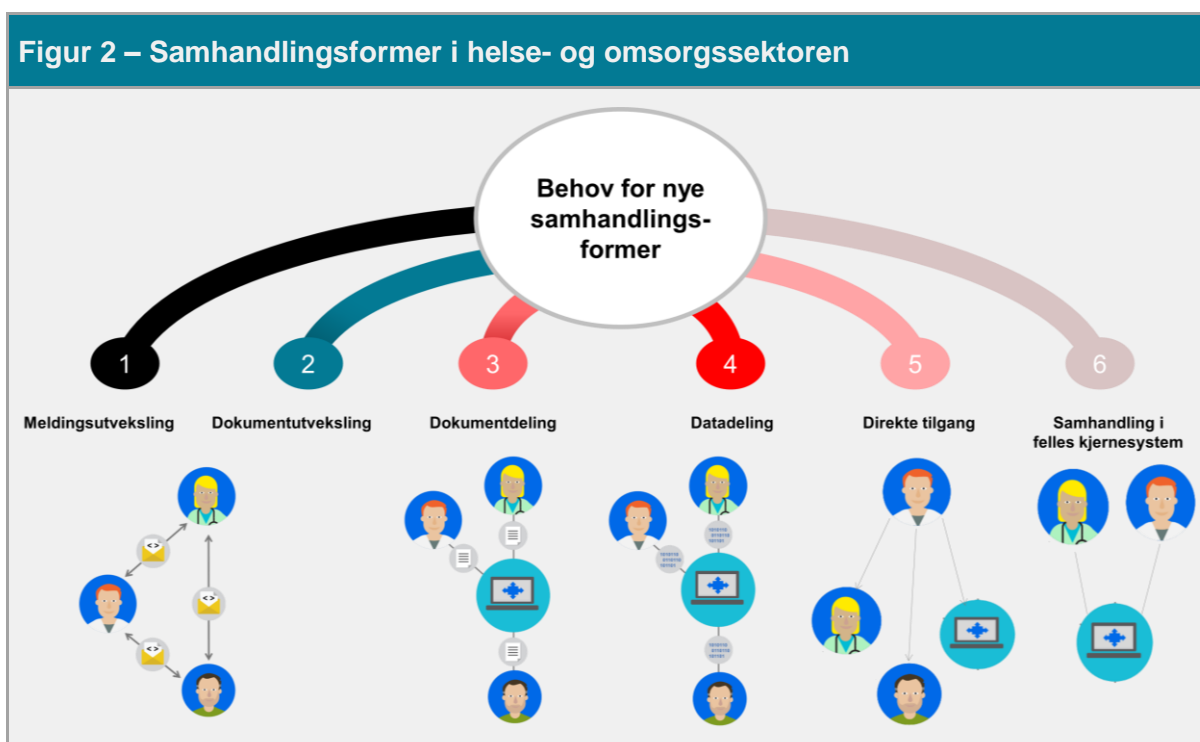 Figur 2 – Samhandlingsformer i helse- og omsorgssektoren
Behov for nye
samhandlings-
former
1
2
3
4
5
6
Meldingsutveksling
Dokumentutveksling
Dokumentdeling
Datadeling
Direkte tilgang
Samhandling i
felles kjernesystem